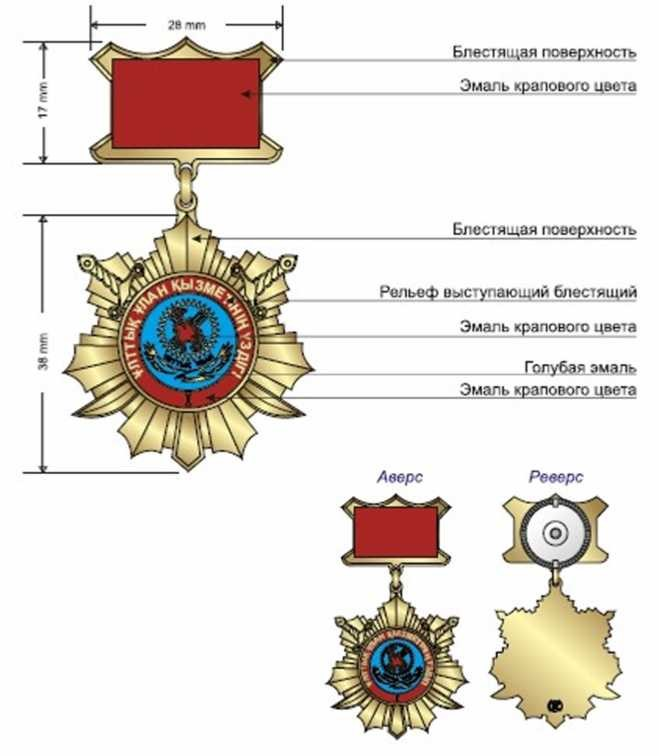 28 mm
Блестящая поверхность
Эмаль крапового цвета
17 mm
Блестящая поверхность
Рельеф выступающий блестящий
ҰЛТТЫҚ ҰЛАН ҚЫЗМЕТІНІҢ ҮЗДІГІ
Эмаль крапового цвета
38 mm
Голубая эмаль
Эмаль крапового цвета
I
Аверс
Реверс